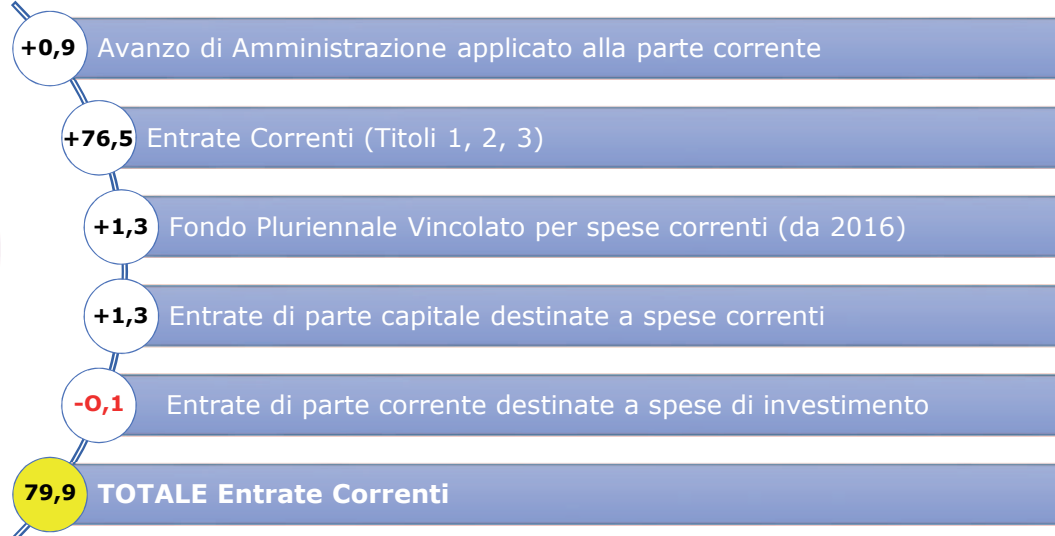 +0,9 Avanzo di Amministrazione applicato alla parte corrente
+76,5 Entrate Correnti (Titoli 1, 2, 3)
+1,3 Fondo Pluriennale Vincolato per spese correnti (da 2016)
+1,3 Entrate di parte capitale destinate a spese correnti
-O,1 Entrate di parte corrente destinate a spese di investimento
79,9 TOTALE Entrate Correnti